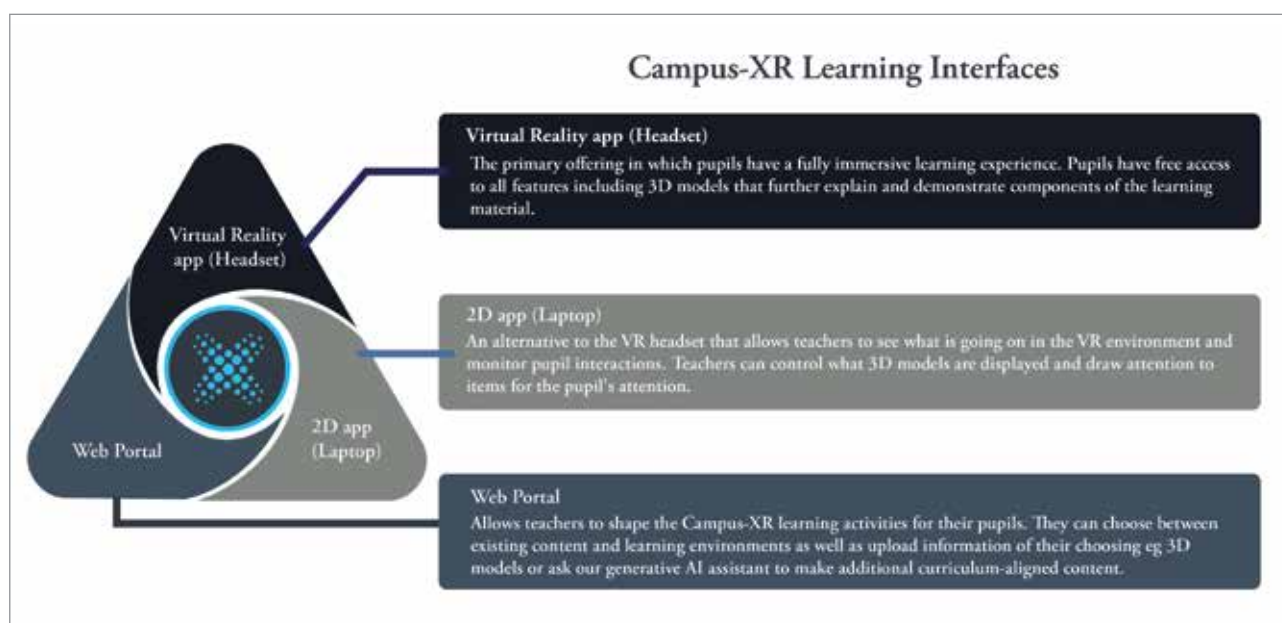 Campus-XR Learning Interfaces
Virtual Reality
app (Headset)
Web Portal
2D app
(Laptop)
Virtual Reality app (Headset)
The primary offering in which pupils have a fully immersive learning experience. Pupils have free access
to all features including 3D models that further explain and demonstrate components of the learning
material.
2D app (Laptop)
An alternative to the VR headset that allows teachers to see what is going on in the VR environment and
monitor pupil interactions. Teachers can control what 3D models are displayed and draw attention to
items for the pupil's attention.
Web Portal
Allows teachers to shape the Campus-XR learning activities for their pupils. They can choose between
existing content and learning environments as well as upload information of their choosing eg 3D
models or ask our generative AI assistant to make additional curriculum-aligned content.